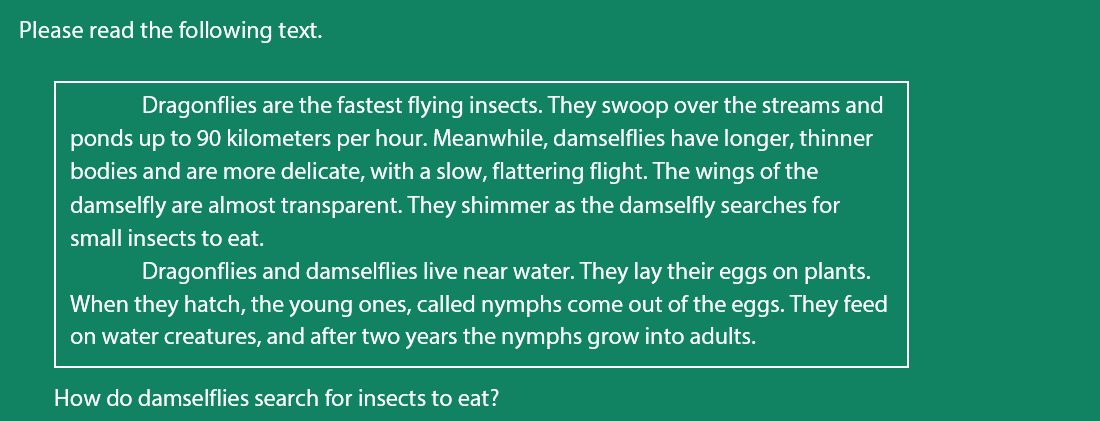 Please read the following text.
Dragonflies are the fastest flying insects. They swoop over the streams and
ponds up to 90 kilometers per hour. Meanwhile, damselflies have longer, thinner
bodies and are more delicate, with a slow, flattering flight. The wings of the
damselfly are almost transparent. They shimmer as the damselfly searches for
small insects to eat.
Dragonflies and damselflies live near water. They lay their eggs on plants.
When they hatch, the young ones, called nymphs come out of the eggs. They feed
on water creatures, and after two years the nymphs grow into adults.
How do damselflies search for insects to eat?